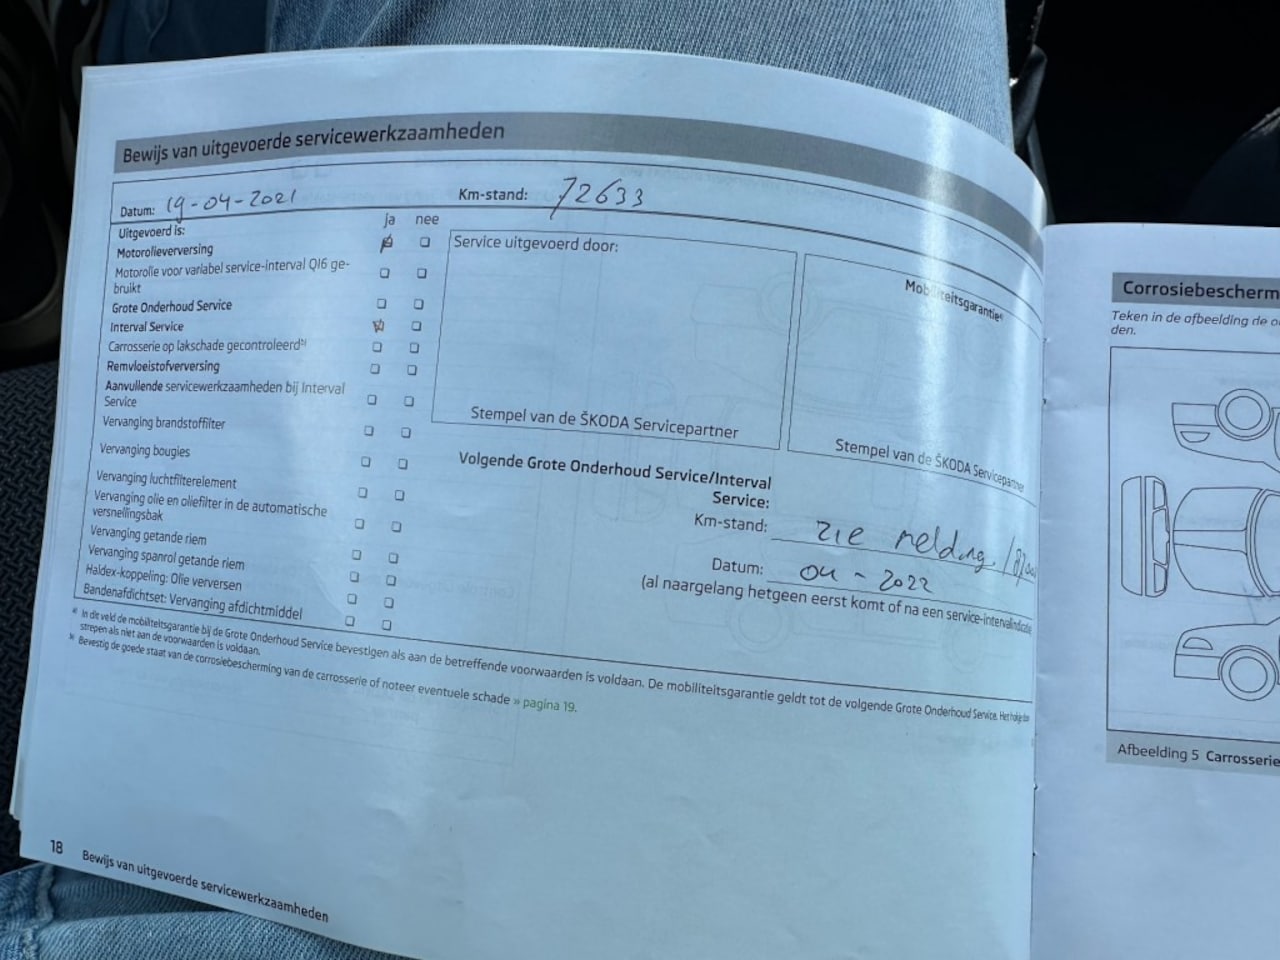 Bewijs van uitgevoerde servicewerkzaamheden
Datum: 19-04-2021 Km-stand: 72633
Uitgevoerd is: ja nee
Motorolieverversing
Motorolie voor variabel service-interval QI6 ge-
bruikt
Grote Onderhoud Service
Interval Service
Carrosserie op lakschade gecontroleerd b)
Remvloeistofverversing
Aanvullende servicewerkzaamheden bij Interval
Service
Vervanging brandstoffilter
Vervanging bougies
Vervanging luchtfilterelement
Vervanging olie en oliefilter in de automatische
versnellingsbak
Vervanging getande riem
Vervanging spanrol getande riem
Haldex-koppeling: Olie verversen
Bandenafdichtset: Vervanging afdichtmiddel
Service uitgevoerd door:
Stempel van de ŠKODA Servicepartner
Mobiliteitsgarantie a)
Stempel van de ŠKODA Servicepartner
Volgende Grote Onderhoud Service/Interval
Service:
Km-stand: zie melding /
Datum: 04-2022
(al naargelang hetgeen eerst komt of na een service-intervalindicatie
a) In dit veld de mobiliteitsgarantie bij de Grote Onderhoud Service bevestigen als aan de betreffende voorwaarden is voldaan. De mobiliteitsgarantie geldt tot de volgende Grote Onderhoud Service. Het hokje door
strepen als niet aan de voorwaarden is voldaan.
b) Bevestig de goede staat van de corrosiebescherming van de carrosserie of noteer eventuele schade » pagina 19.
18 Bewijs van uitgevoerde servicewerkzaamheden
Corrosiebescherm
Teken in de afbeelding de
den.
Afbeelding 5 Carrosserie